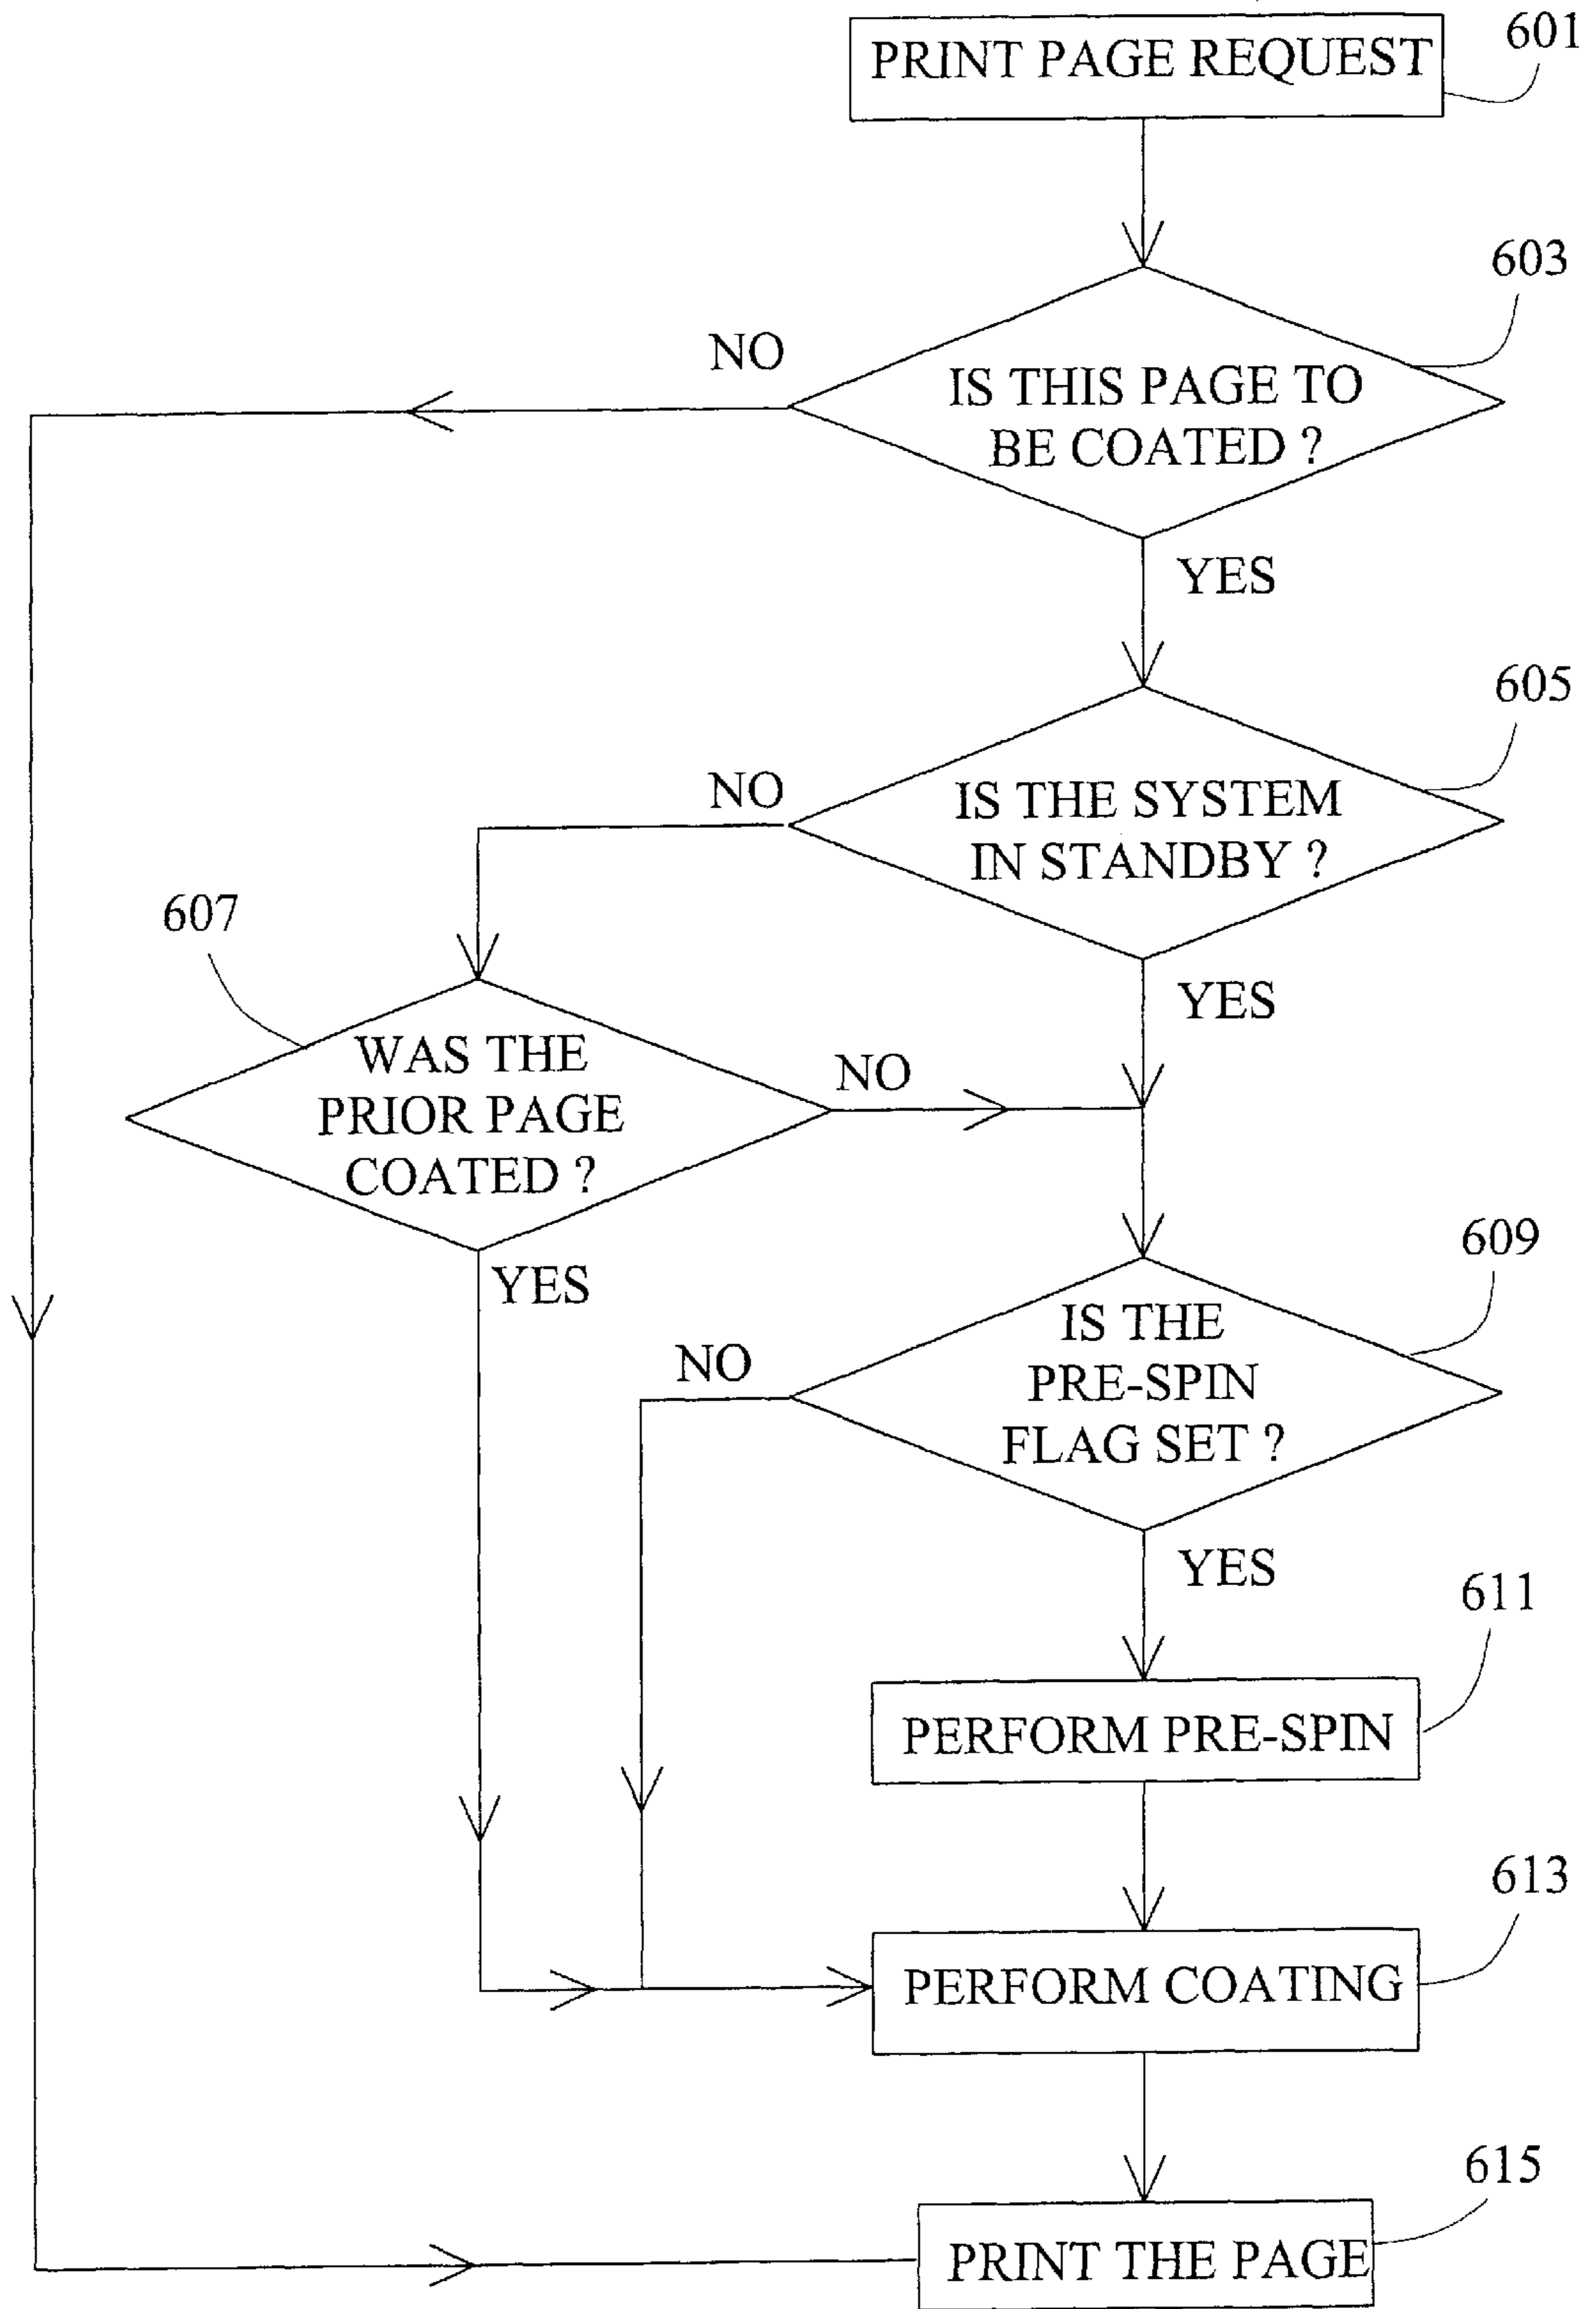 PRINT PAGE REQUEST
601
603
NO
IS THIS PAGE TO
BE COATED ?
YES
605
NO
IS THE SYSTEM
IN STANDBY ?
607
YES
WAS THE
PRIOR PAGE
COATED ?
NO
YES
609
IS THE
PRE-SPIN
FLAG SET ?
NO
YES
611
PERFORM PRE-SPIN
613
PERFORM COATING
615
PRINT THE PAGE